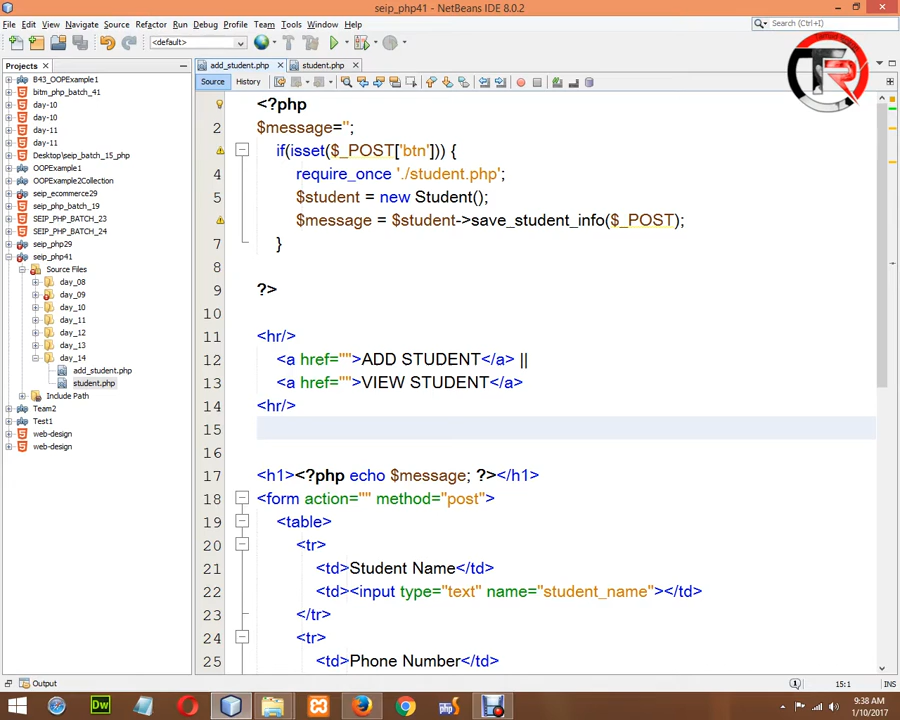 seip_php41 - NetBeans IDE 8.0.2
File Edit View Navigate Source Refactor Run Debug Profile Team Tools Window Help
Search (Ctrl+I)
<default>
Projects
add_student.php
student.php
Source History
B43_OOPExample1
bitm_php_batch_41
day-10
day-10
day-11
day-11
Desktop\seip_batch_15_php
OOPExample1
OOPExample2Collection
seip_ecommerce29
seip_php_batch_19
SEIP_PHP_BATCH_23
SEIP_PHP_BATCH_24
seip_php29
seip_php41
Source Files
day_08
day_09
day_10
day_11
day_12
day_13
day_14
add_student.php
student.php
Include Path
Team2
Test1
web-design
web-design
<?php
2 $message='';
if(isset($_POST['btn'])) {
4 require_once './student.php';
5 $student = new Student();
$message = $student->save_student_info($_POST);
7 }
8
9 ?>
10
11 <hr/>
12 <a href="">ADD STUDENT</a> ||
13 <a href="">VIEW STUDENT</a>
14 <hr/>
15
16
17 <h1><?php echo $message; ?></h1>
18 <form action="" method="post">
19 <table>
20 <tr>
21 <td>Student Name</td>
22 <td><input type="text" name="student_name"></td>
23 </tr>
24 <tr>
25 <td>Phone Number</td>
Output
15:1 INS
Dw
php
9:38 AM
1/10/2017